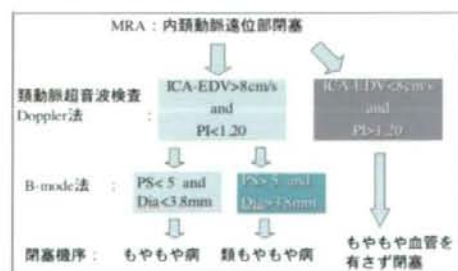 MRA：内頚動脈遠位部閉塞
頚動脈超音波検査
Doppler法 ：
ICA-EDV>8cm/s
and
PI<1.20
ICA-EDV<8cm/s
and
PI>1.20
B-mode法 ：
PS< 5 and
Dia<3.8mm
PS> 5 and
Dia>3.8mm
閉塞機序： もやもや病 類もやもや病 もやもや血管を
有さず閉塞